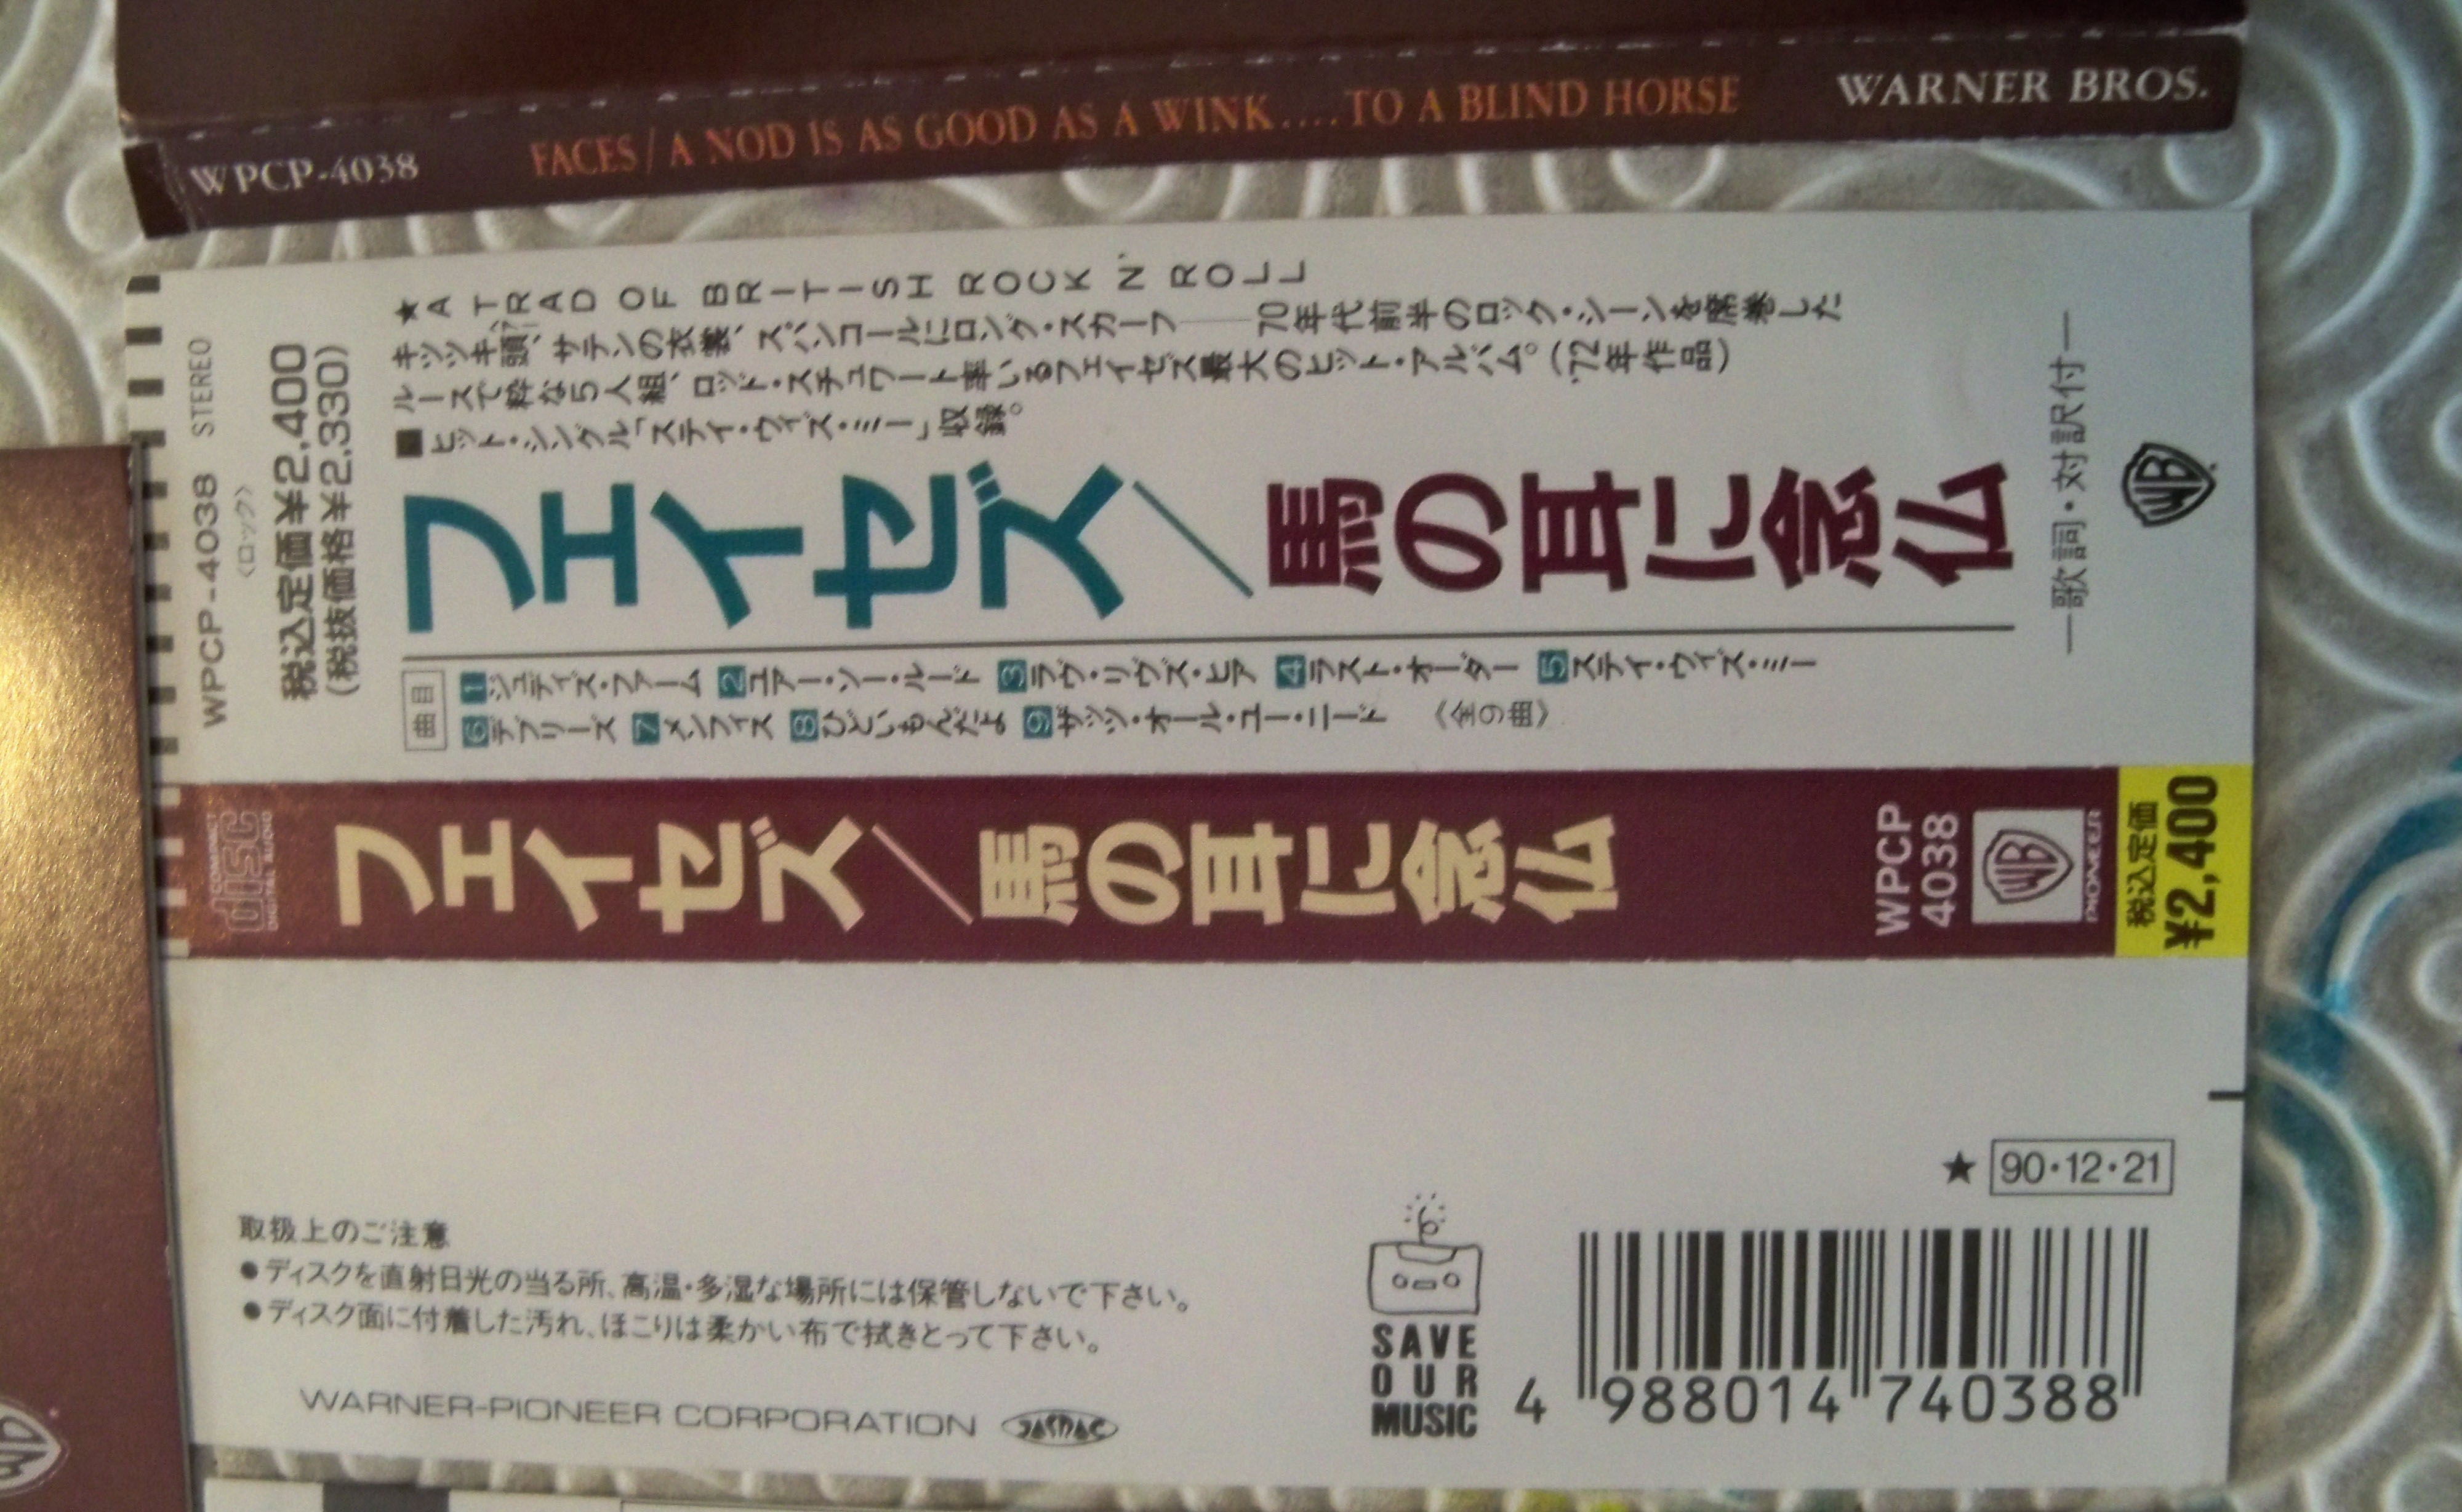 WPCP-4038 FACES/A NOD IS AS GOOD AS A WINK....TO A BLIND HORSE WARNER BROS.
WPCP-4038 STEREO
〈ロック〉
税込定価¥2,400
(税抜価格¥2,330)
★A TRAD OF BRITISH ROCK N' ROLL
キツツキ頭、サテンの衣裳、スパンコールにロング・スカーフ——70年代前半のロック・シーンを席巻した
ルースで粋な5人組、ロッド・スチュワート率いるフェイセズ最大のヒット・アルバム。('72年作品)
■ヒット・シングル「ステイ・ウィズ・ミー」収録。
フェイセズ/馬の耳に念仏
曲目
1 ジュディズ・ファーム 2 ユアー・ソー・ルード 3 ラヴ・リヴズ・ヒア 4 ラスト・オーダー 5 ステイ・ウィズ・ミー
6 デブリーズ 7 メンフィス 8 ひどいもんだよ 9 ザッツ・オール・ユー・ニード 《全9曲》
—歌詞・対訳付—
WB
COMPACT
disc
DIGITAL AUDIO
フェイセズ/馬の耳に念仏
WPCP
4038
WB
PIONEER
税込定価
¥2,400
★ 90・12・21
取扱上のご注意
●ディスクを直射日光の当る所、高温・多湿な場所には保管しないで下さい。
●ディスク面に付着した汚れ、ほこりは柔かい布で拭きとって下さい。
WARNER-PIONEER CORPORATION JASRAC
SAVE
OUR
MUSIC
4 988014 740388